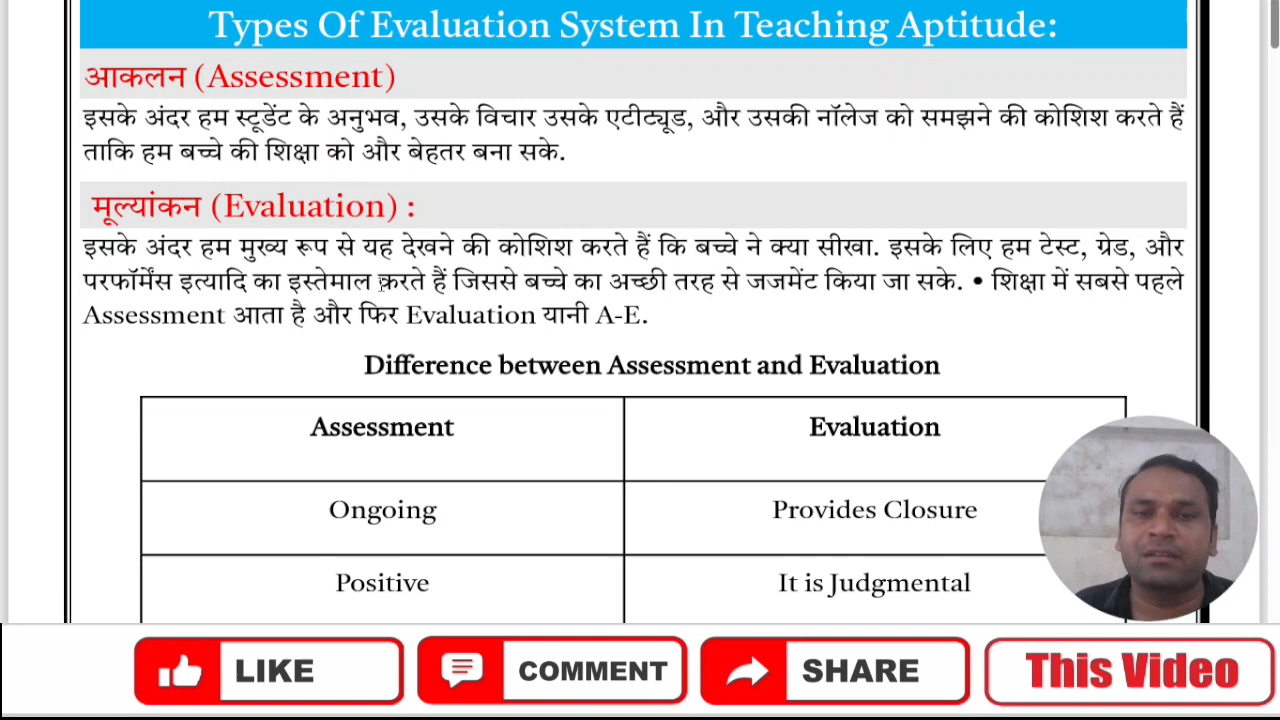 Types Of Evaluation System In Teaching Aptitude:
आकलन (Assessment)
इसके अंदर हम स्टूडेंट के अनुभव, उसके विचार उसके एटीट्यूड, और उसकी नॉलेज को समझने की कोशिश करते हैं
ताकि हम बच्चे की शिक्षा को और बेहतर बना सके.
मूल्यांकन (Evaluation) :
इसके अंदर हम मुख्य रूप से यह देखने की कोशिश करते हैं कि बच्चे ने क्या सीखा. इसके लिए हम टेस्ट, ग्रेड, और
परफॉर्मेंस इत्यादि का इस्तेमाल करते हैं जिससे बच्चे का अच्छी तरह से जजमेंट किया जा सके. • शिक्षा में सबसे पहले
Assessment आता है और फिर Evaluation यानी A-E.
Difference between Assessment and Evaluation
Assessment Evaluation
Ongoing Provides Closure
Positive It is Judgmental
LIKE COMMENT SHARE This Video